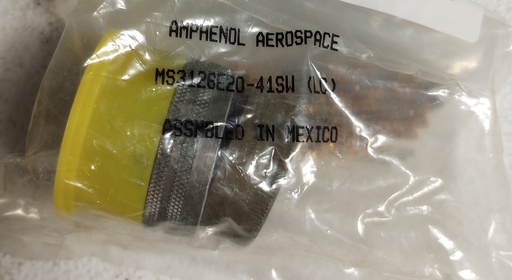 AMPHENOL AEROSPACE
MS3126E20-41SW (LC)
ASSMBLED IN MEXICO